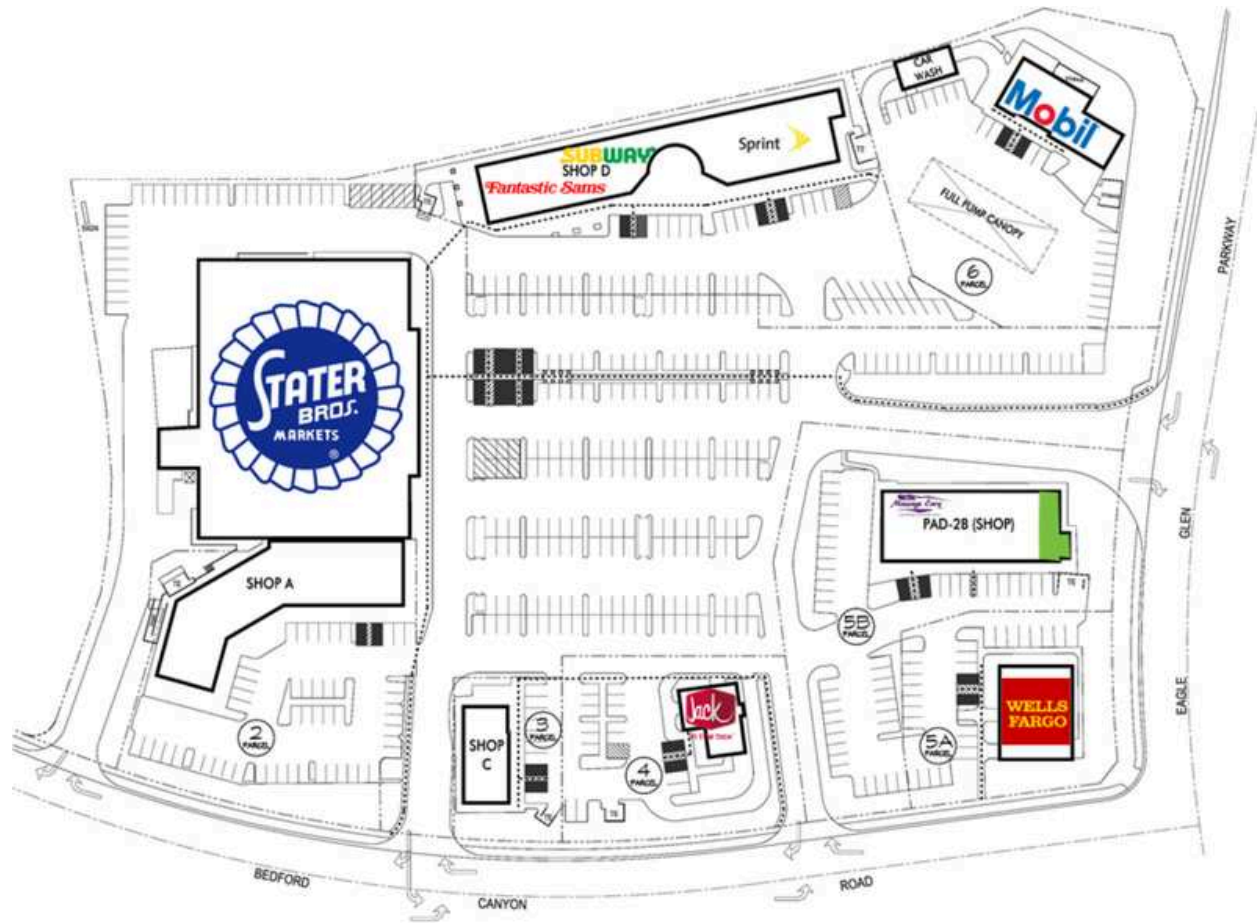 CAR
WASH
Mobil
SUBWAY
SHOP D
Fantastic Sams
Sprint
FULL PUMP CANOPY
6
PARCEL
PARKWAY
STATER
BROS.
MARKETS
®
Massage Envy
PAD-2B (SHOP)
GLEN
SHOP A
5B
PARCEL
2
PARCEL
SHOP
C
3
PARCEL
4
PARCEL
Jack
5A
PARCEL
WELLS
FARGO
EAGLE
BEDFORD
CANYON
ROAD